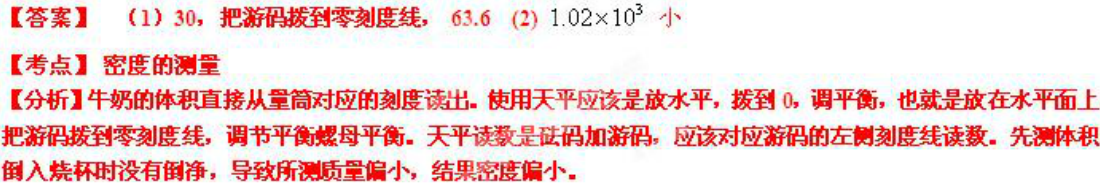 【答案】 （1）30，把游码拨到零刻度线， 63.6 (2) 1.02×10³ 小
【考点】 密度的测量
【分析】牛奶的体积直接从量筒对应的刻度读出。使用天平应该是放水平，拨到 0，调平衡，也就是放在水平面上
把游码拨到零刻度线，调节平衡螺母平衡。天平读数是砝码加游码，应该对应游码的左侧刻度线读数。先测体积
倒入烧杯时没有倒净，导致所测质量偏小，结果密度偏小。